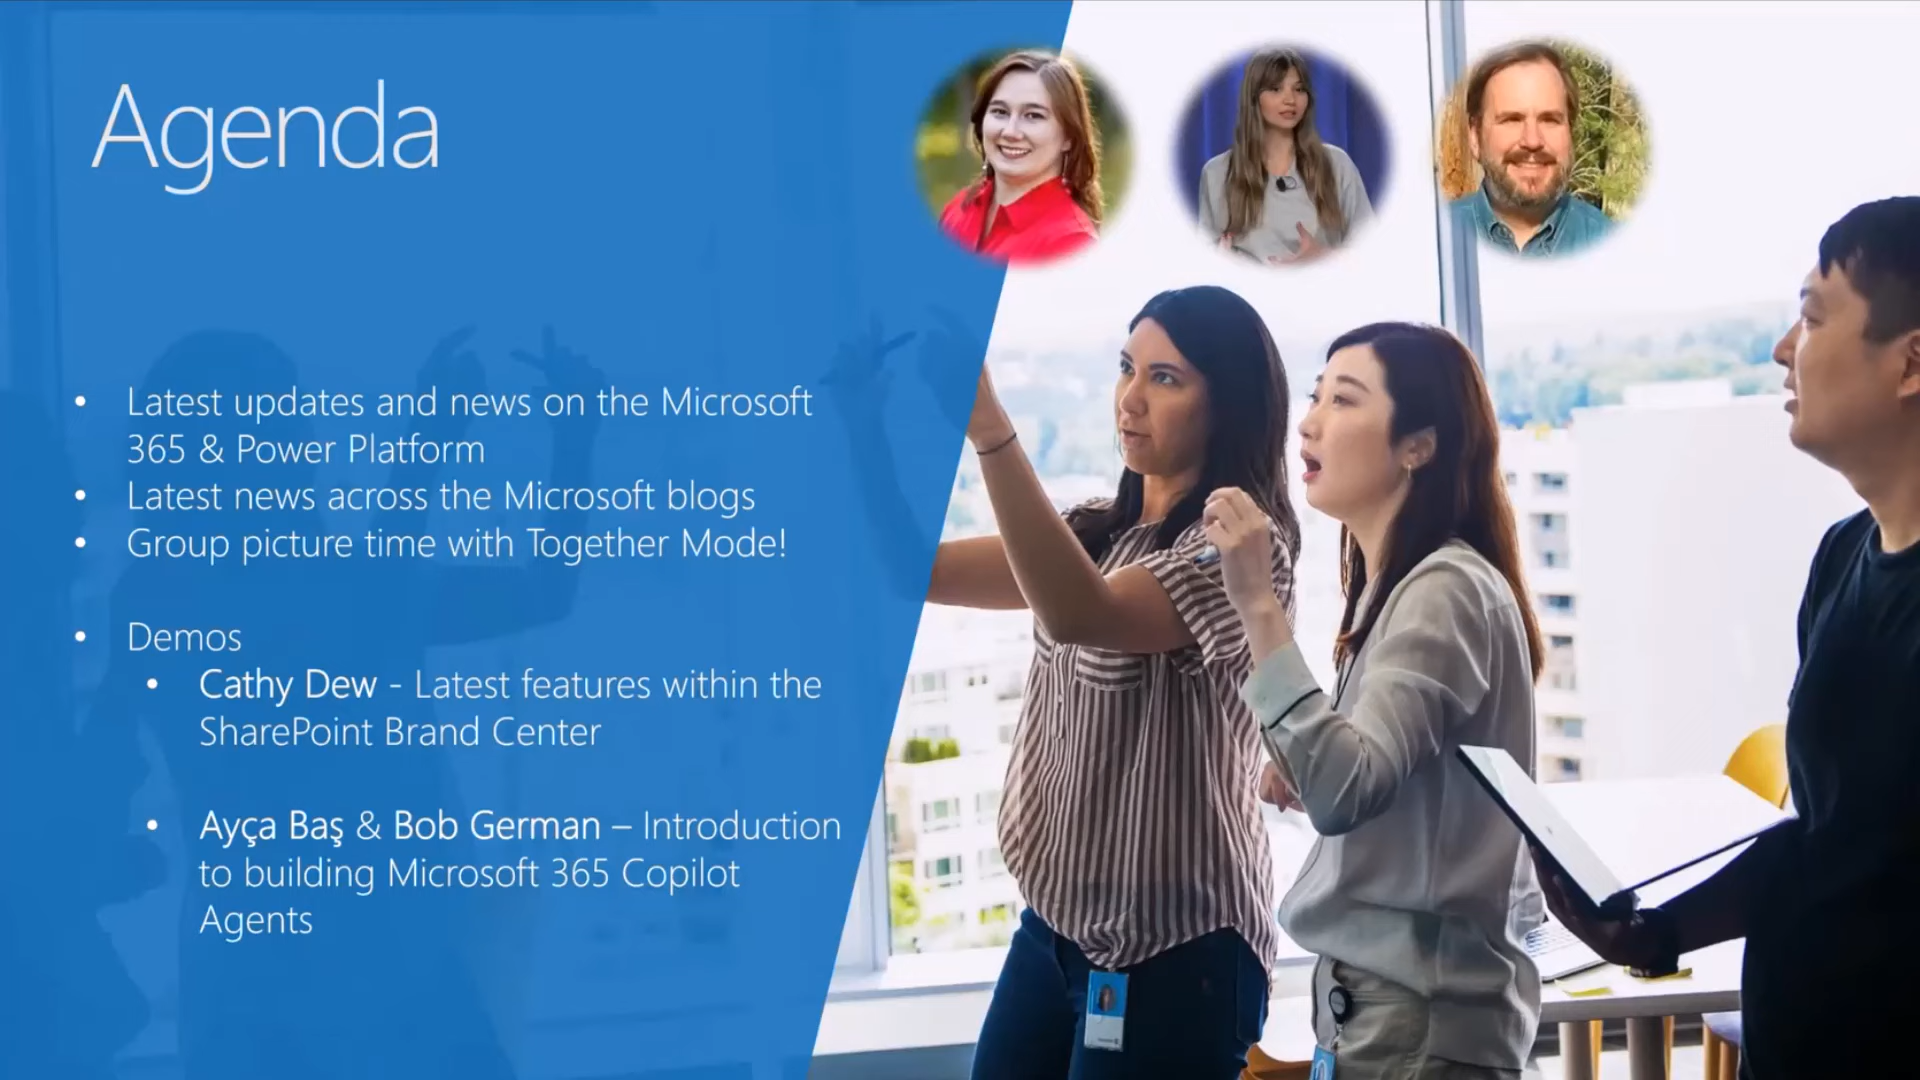 Agenda
• Latest updates and news on the Microsoft
365 & Power Platform
• Latest news across the Microsoft blogs
• Group picture time with Together Mode!
• Demos
• Cathy Dew - Latest features within the
SharePoint Brand Center
• Ayça Baş & Bob German – Introduction
to building Microsoft 365 Copilot
Agents